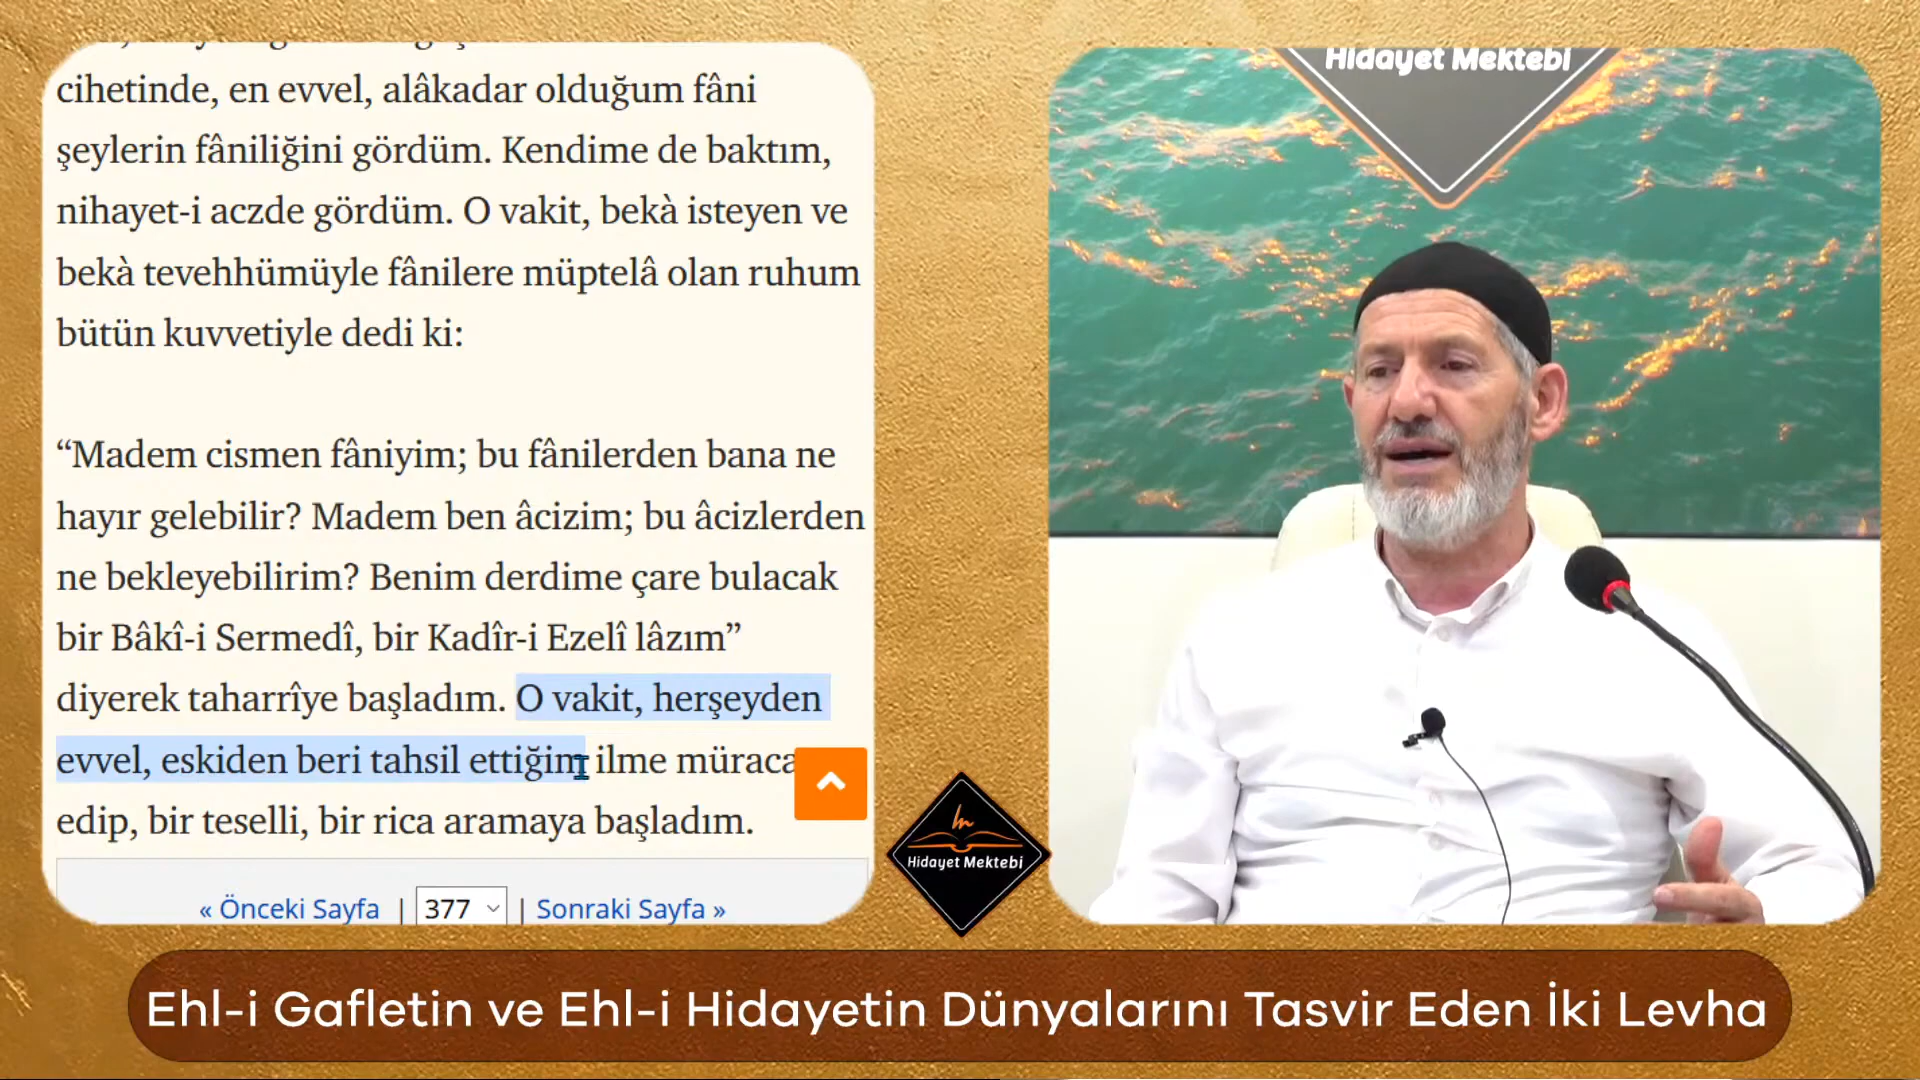 cihetinde, en evvel, alâkadar olduğum fâni
şeylerin fâniliğini gördüm. Kendime de baktım,
nihayet-i aczde gördüm. O vakit, bekà isteyen ve
bekà tevehhümüyle fânilere müptelâ olan ruhum
bütün kuvvetiyle dedi ki:
“Madem cismen fâniyim; bu fânilerden bana ne
hayır gelebilir? Madem ben âcizim; bu âcizlerden
ne bekleyebilirim? Benim derdime çare bulacak
bir Bâkî-i Sermedî, bir Kadîr-i Ezelî lâzım”
diyerek taharrîye başladım. O vakit, herşeyden
evvel, eskiden beri tahsil ettiğim ilme müraca
edip, bir teselli, bir rica aramaya başladım.
« Önceki Sayfa | 377 | Sonraki Sayfa »
Hidayet Mektebi
Hidayet Mektebi
Ehl-i Gafletin ve Ehl-i Hidayetin Dünyalarını Tasvir Eden İki Levha